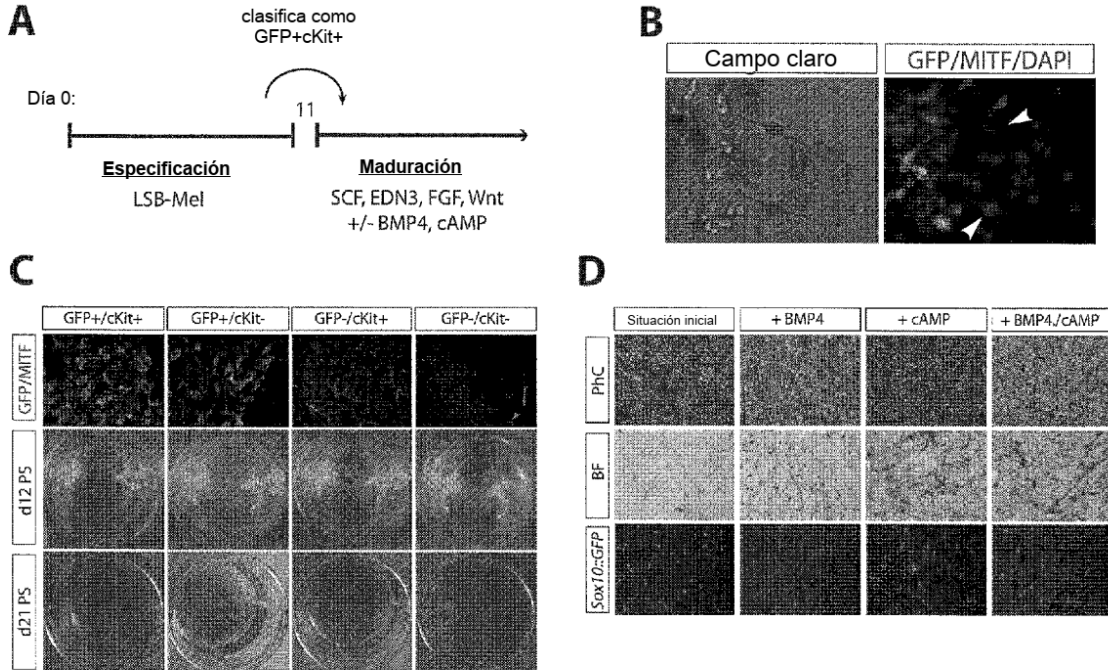 A
clasifica como
GFP+cKit+
Día 0:
11
Especificación
LSB-Mel
Maduración
SCF, EDN3, FGF, Wnt
+/- BMP4, cAMP
B
Campo claro
GFP/MITF/DAPI
C
GFP+/cKit+
GFP+/cKit-
GFP-/cKit+
GFP-/cKit-
GFP/MITF
d12 PS
d21 PS
D
Situación inicial
+ BMP4
+ cAMP
+ BMP4./cAMP
PhC
BF
Sox10::GFP